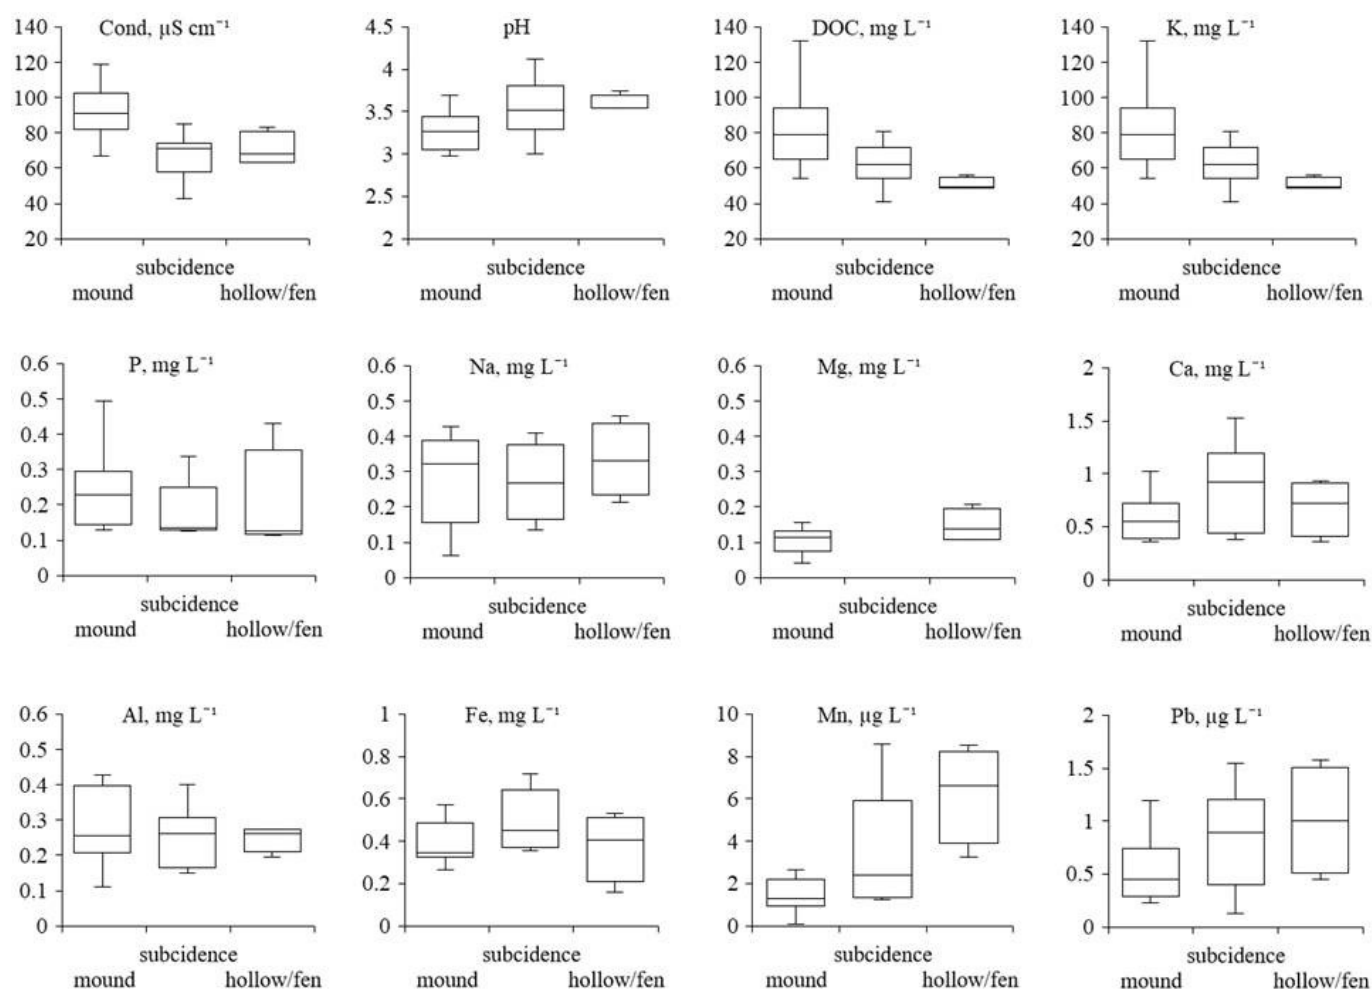 Cond, µS cm⁻¹
140
120
100
80
60
40
20
subcidence
mound hollow/fen
pH
4.5
4
3.5
3
2.5
2
subcidence
mound hollow/fen
DOC, mg L⁻¹
140
120
100
80
60
40
20
subcidence
mound hollow/fen
K, mg L⁻¹
140
120
100
80
60
40
20
subcidence
mound hollow/fen
P, mg L⁻¹
0.6
0.5
0.4
0.3
0.2
0.1
0
subcidence
mound hollow/fen
Na, mg L⁻¹
0.6
0.5
0.4
0.3
0.2
0.1
0
subcidence
mound hollow/fen
Mg, mg L⁻¹
0.6
0.5
0.4
0.3
0.2
0.1
0
subcidence
mound hollow/fen
Ca, mg L⁻¹
2
1.5
1
0.5
0
subcidence
mound hollow/fen
Al, mg L⁻¹
0.6
0.5
0.4
0.3
0.2
0.1
0
subcidence
mound hollow/fen
Fe, mg L⁻¹
1
0.8
0.6
0.4
0.2
0
subcidence
mound hollow/fen
Mn, µg L⁻¹
10
8
6
4
2
0
subcidence
mound hollow/fen
Pb, µg L⁻¹
2
1.5
1
0.5
0
subcidence
mound hollow/fen